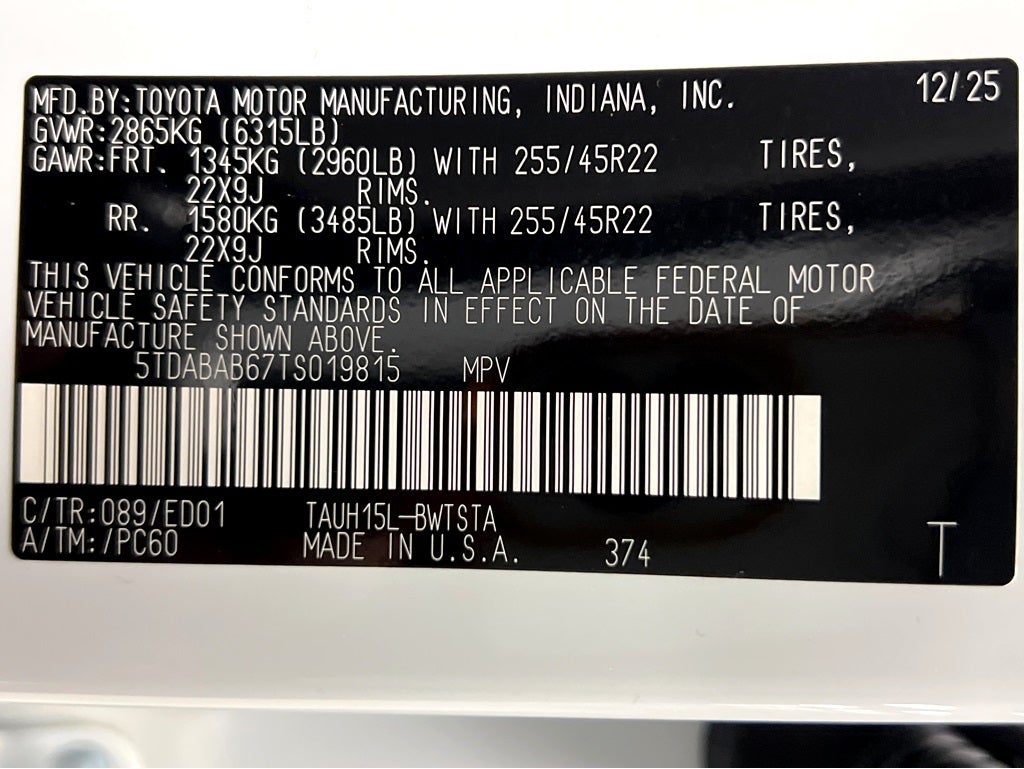 MFD.BY:TOYOTA MOTOR MANUFACTURING, INDIANA, INC. 12/25
GVWR:2865KG (6315LB)
GAWR:FRT. 1345KG (2960LB) WITH 255/45R22 TIRES,
22X9J RIMS.
RR. 1580KG (3485LB) WITH 255/45R22 TIRES,
22X9J RIMS.
THIS VEHICLE CONFORMS TO ALL APPLICABLE FEDERAL MOTOR
VEHICLE SAFETY STANDARDS IN EFFECT ON THE DATE OF
MANUFACTURE SHOWN ABOVE.
5TDABAB67TS019815 MPV
C/TR:089/ED01 TAUH15L-BWTSTA
A/TM:/PC60 MADE IN U.S.A. 374 T